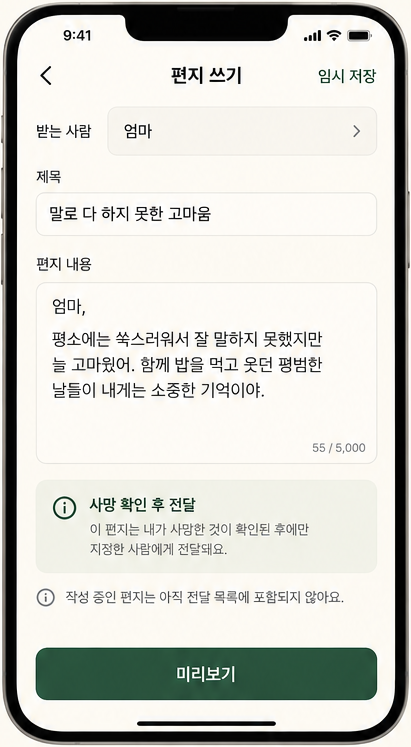 9:41
편지 쓰기
임시 저장
받는 사람
엄마
제목
말로 다 하지 못한 고마움
편지 내용
엄마,
평소에는 쑥스러워서 잘 말하지 못했지만
늘 고마웠어. 함께 밥을 먹고 웃던 평범한
날들이 내게는 소중한 기억이야.
55 / 5,000
사망 확인 후 전달
이 편지는 내가 사망한 것이 확인된 후에만
지정한 사람에게 전달돼요.
작성 중인 편지는 아직 전달 목록에 포함되지 않아요.
미리보기